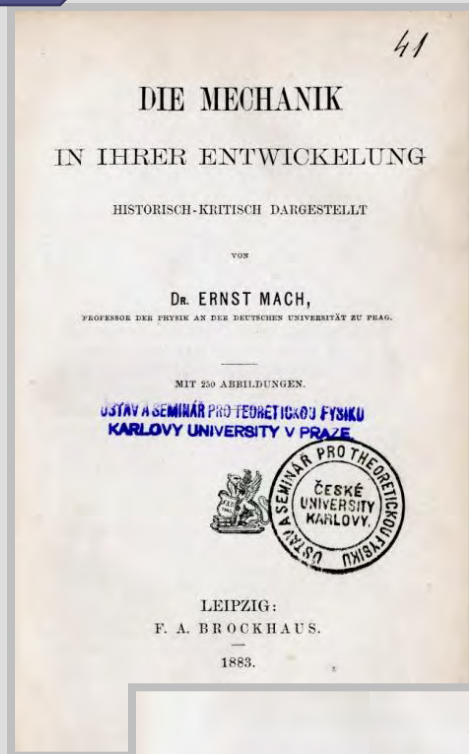 41
DIE MECHANIK
IN IHRER ENTWICKELUNG
HISTORISCH-KRITISCH DARGESTELLT
VON
DR. ERNST MACH,
PROFESSOR DER PHYSIK AN DER DEUTSCHEN UNIVERSITÄT ZU PRAG.
MIT 250 ABBILDUNGEN.
ÚSTAV A SEMINÁŘ PRO TEORETICKOU FYSIKU
KARLOVY UNIVERSITY V PRAZE.
ÚSTAV A SEMINÁŘ PRO THEORETICKOU FYSIKU
ČESKÉ
UNIVERSITY
KARLOVY.
LEIPZIG:
F. A. BROCKHAUS.
1883.